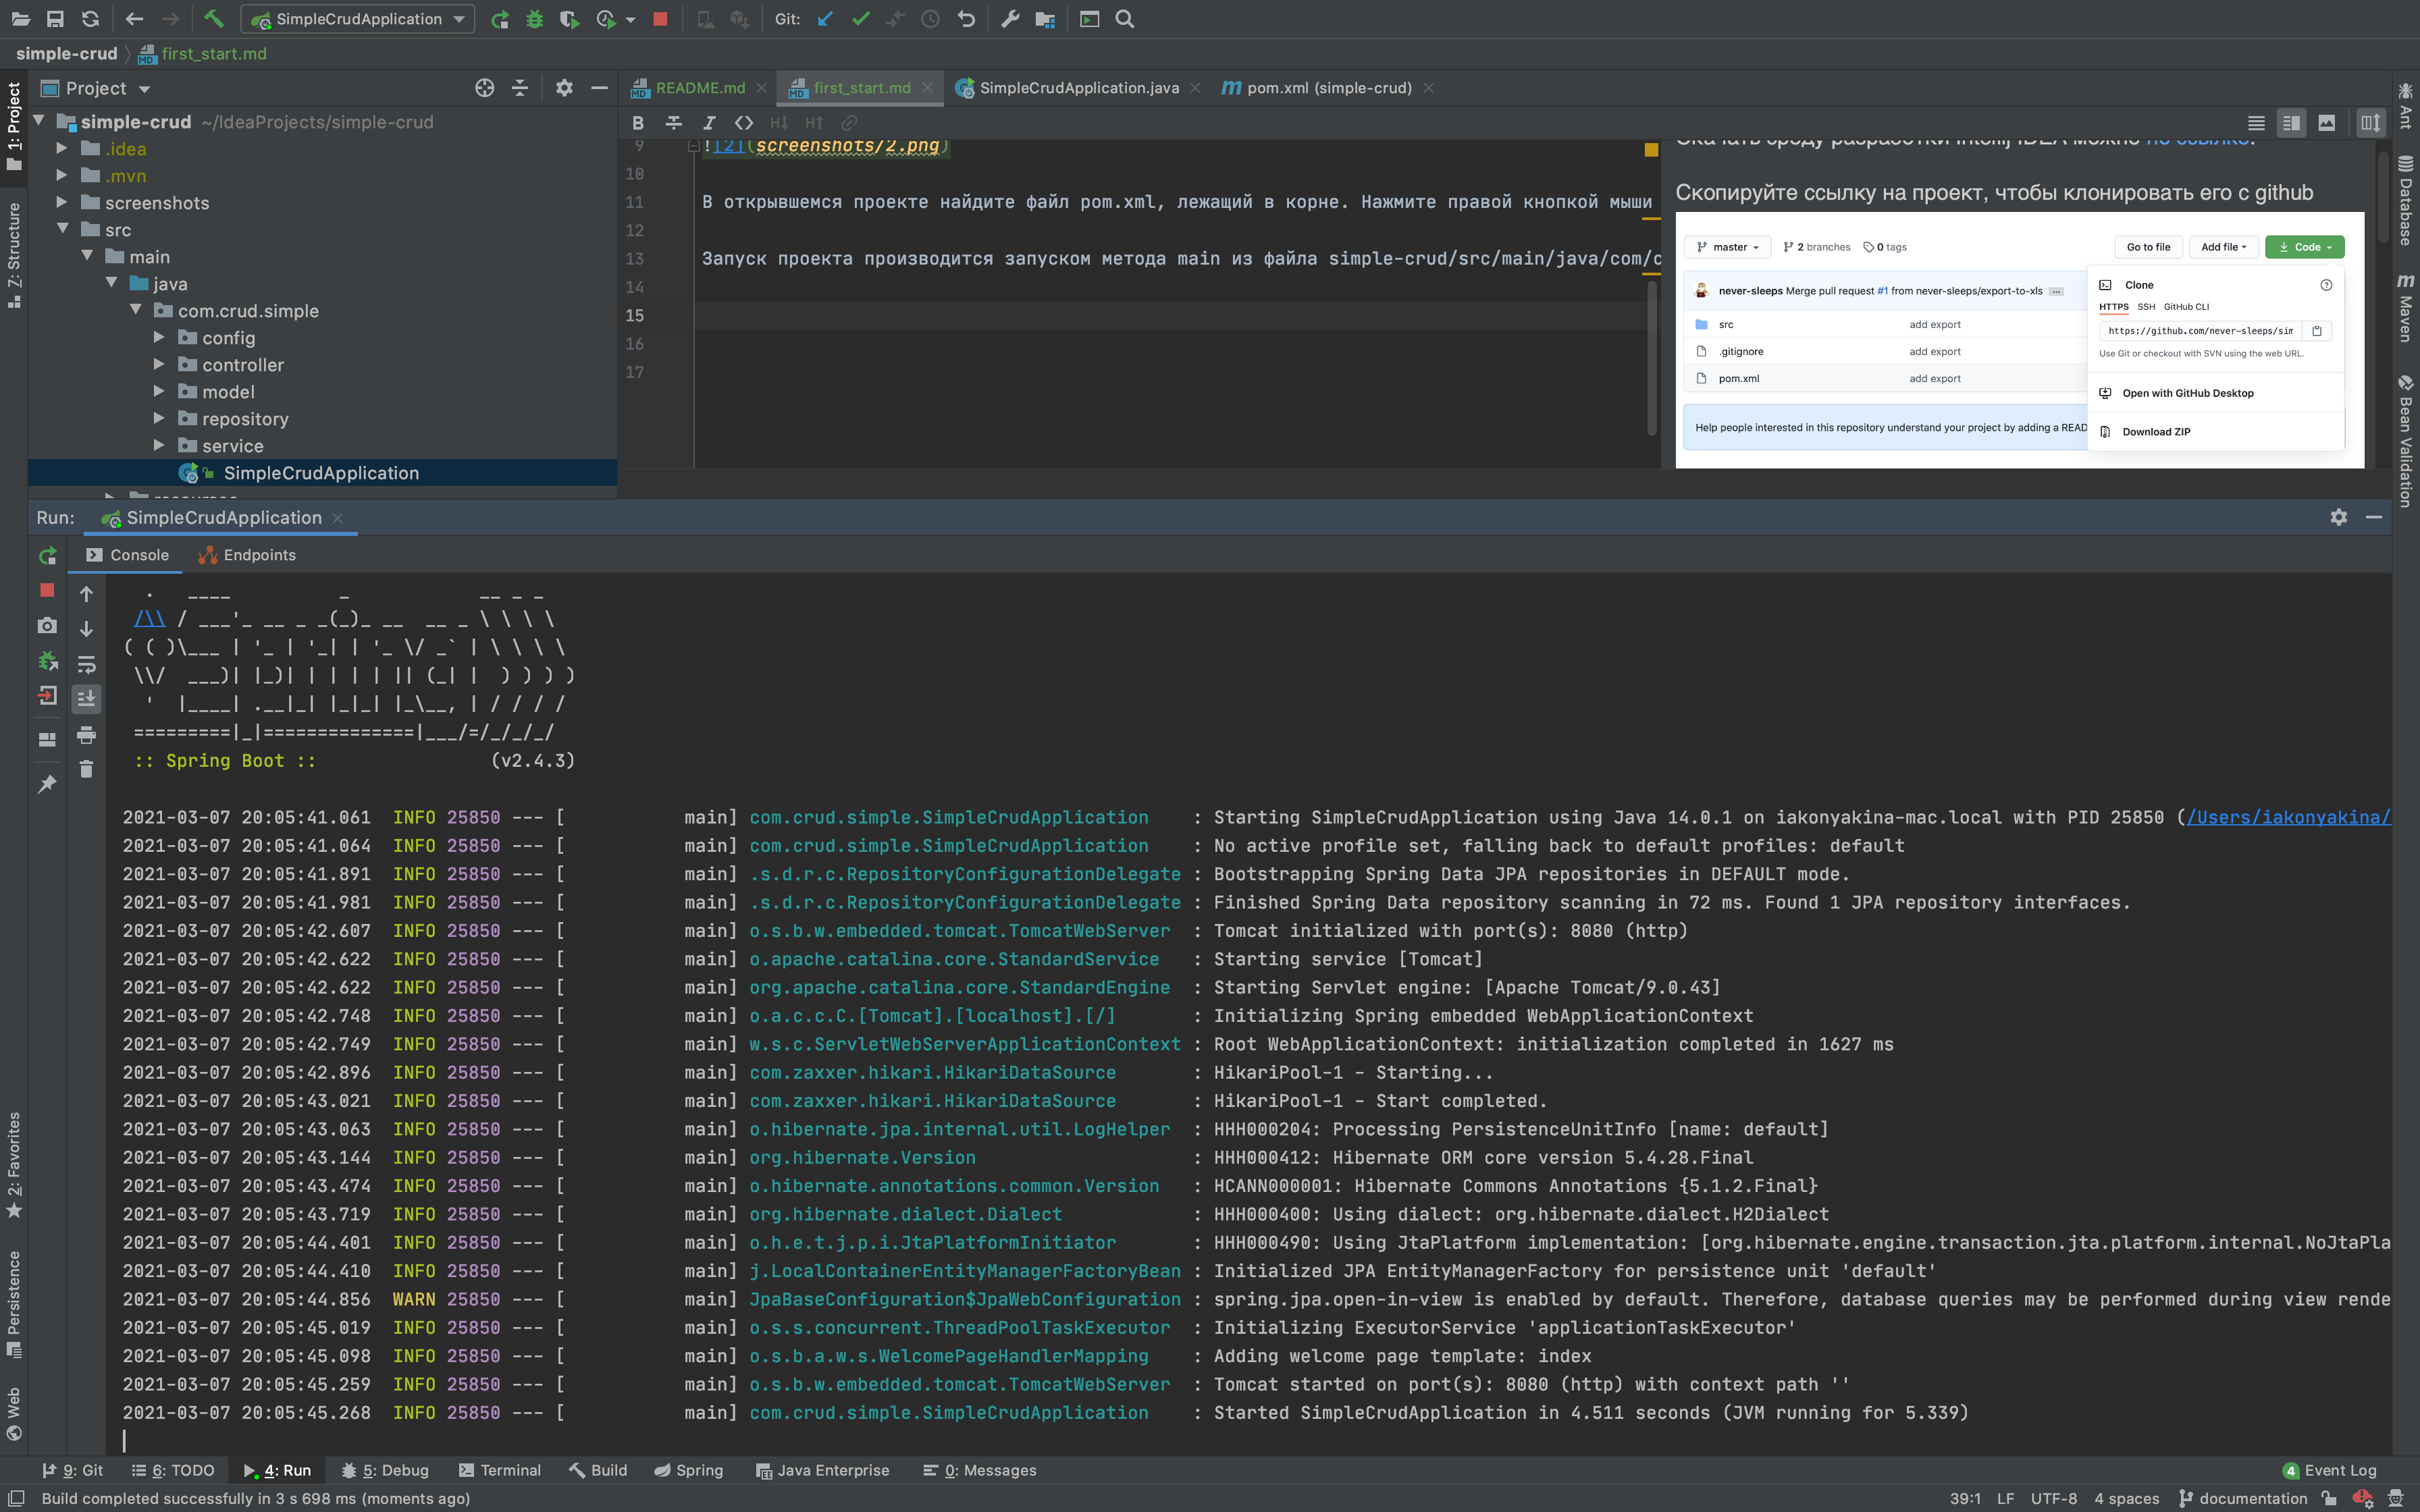 SimpleCrudApplication
Git:
simple-crud
first_start.md
Project
README.md
first_start.md
SimpleCrudApplication.java
pom.xml (simple-crud)
1: Project
7: Structure
2: Favorites
Persistence
Web
Ant
Database
Maven
Bean Validation
simple-crud ~/IdeaProjects/simple-crud
.idea
.mvn
screenshots
src
main
java
com.crud.simple
config
controller
model
repository
service
SimpleCrudApplication
resources
9 ![2](screenshots/2.png)
10
11 В открывшемся проекте найдите файл pom.xml, лежащий в корне. Нажмите правой кнопкой мыши
12
13 Запуск проекта производится запуском метода main из файла simple-crud/src/main/java/com/c
14
15
16
17
Скачать среду разработки Intellij IDEA можно по ссылке.
Скопируйте ссылку на проект, чтобы клонировать его с github
master 2 branches 0 tags Go to file Add file Code
never-sleeps Merge pull request #1 from never-sleeps/export-to-xls ...
src add export
.gitignore add export
pom.xml add export
Help people interested in this repository understand your project by adding a READ
Clone
HTTPS SSH GitHub CLI
https://github.com/never-sleeps/sim
Use Git or checkout with SVN using the web URL.
Open with GitHub Desktop
Download ZIP
Run: SimpleCrudApplication
Console Endpoints
  .   ____          _            __ _ _
 /\\ / ___'_ __ _ _(_)_ __  __ _ \ \ \ \
( ( )\___ | '_ | '_| | '_ \/ _` | \ \ \ \
 \\/  ___)| |_)| | | | | || (_| |  ) ) ) )
  '  |____| .__|_| |_|_| |_\__, | / / / /
 =========|_|==============|___/=/_/_/_/
 :: Spring Boot :: (v2.4.3)
2021-03-07 20:05:41.061 INFO 25850 --- [ main] com.crud.simple.SimpleCrudApplication : Starting SimpleCrudApplication using Java 14.0.1 on iakonyakina-mac.local with PID 25850 (/Users/iakonyakina/
2021-03-07 20:05:41.064 INFO 25850 --- [ main] com.crud.simple.SimpleCrudApplication : No active profile set, falling back to default profiles: default
2021-03-07 20:05:41.891 INFO 25850 --- [ main] .s.d.r.c.RepositoryConfigurationDelegate : Bootstrapping Spring Data JPA repositories in DEFAULT mode.
2021-03-07 20:05:41.981 INFO 25850 --- [ main] .s.d.r.c.RepositoryConfigurationDelegate : Finished Spring Data repository scanning in 72 ms. Found 1 JPA repository interfaces.
2021-03-07 20:05:42.607 INFO 25850 --- [ main] o.s.b.w.embedded.tomcat.TomcatWebServer : Tomcat initialized with port(s): 8080 (http)
2021-03-07 20:05:42.622 INFO 25850 --- [ main] o.apache.catalina.core.StandardService : Starting service [Tomcat]
2021-03-07 20:05:42.622 INFO 25850 --- [ main] org.apache.catalina.core.StandardEngine : Starting Servlet engine: [Apache Tomcat/9.0.43]
2021-03-07 20:05:42.748 INFO 25850 --- [ main] o.a.c.c.C.[Tomcat].[localhost].[/] : Initializing Spring embedded WebApplicationContext
2021-03-07 20:05:42.749 INFO 25850 --- [ main] w.s.c.ServletWebServerApplicationContext : Root WebApplicationContext: initialization completed in 1627 ms
2021-03-07 20:05:42.896 INFO 25850 --- [ main] com.zaxxer.hikari.HikariDataSource : HikariPool-1 - Starting...
2021-03-07 20:05:43.021 INFO 25850 --- [ main] com.zaxxer.hikari.HikariDataSource : HikariPool-1 - Start completed.
2021-03-07 20:05:43.063 INFO 25850 --- [ main] o.hibernate.jpa.internal.util.LogHelper : HHH000204: Processing PersistenceUnitInfo [name: default]
2021-03-07 20:05:43.144 INFO 25850 --- [ main] org.hibernate.Version : HHH000412: Hibernate ORM core version 5.4.28.Final
2021-03-07 20:05:43.474 INFO 25850 --- [ main] o.hibernate.annotations.common.Version : HCANN000001: Hibernate Commons Annotations {5.1.2.Final}
2021-03-07 20:05:43.719 INFO 25850 --- [ main] org.hibernate.dialect.Dialect : HHH000400: Using dialect: org.hibernate.dialect.H2Dialect
2021-03-07 20:05:44.401 INFO 25850 --- [ main] o.h.e.t.j.p.i.JtaPlatformInitiator : HHH000490: Using JtaPlatform implementation: [org.hibernate.engine.transaction.jta.platform.internal.NoJtaPla
2021-03-07 20:05:44.410 INFO 25850 --- [ main] j.LocalContainerEntityManagerFactoryBean : Initialized JPA EntityManagerFactory for persistence unit 'default'
2021-03-07 20:05:44.856 WARN 25850 --- [ main] JpaBaseConfiguration$JpaWebConfiguration : spring.jpa.open-in-view is enabled by default. Therefore, database queries may be performed during view rende
2021-03-07 20:05:45.019 INFO 25850 --- [ main] o.s.s.concurrent.ThreadPoolTaskExecutor : Initializing ExecutorService 'applicationTaskExecutor'
2021-03-07 20:05:45.098 INFO 25850 --- [ main] o.s.b.a.w.s.WelcomePageHandlerMapping : Adding welcome page template: index
2021-03-07 20:05:45.259 INFO 25850 --- [ main] o.s.b.w.embedded.tomcat.TomcatWebServer : Tomcat started on port(s): 8080 (http) with context path ''
2021-03-07 20:05:45.268 INFO 25850 --- [ main] com.crud.simple.SimpleCrudApplication : Started SimpleCrudApplication in 4.511 seconds (JVM running for 5.339)
9: Git 6: TODO 4: Run 5: Debug Terminal Build Spring Java Enterprise 0: Messages 4 Event Log
Build completed successfully in 3 s 698 ms (moments ago) 39:1 LF UTF-8 4 spaces documentation